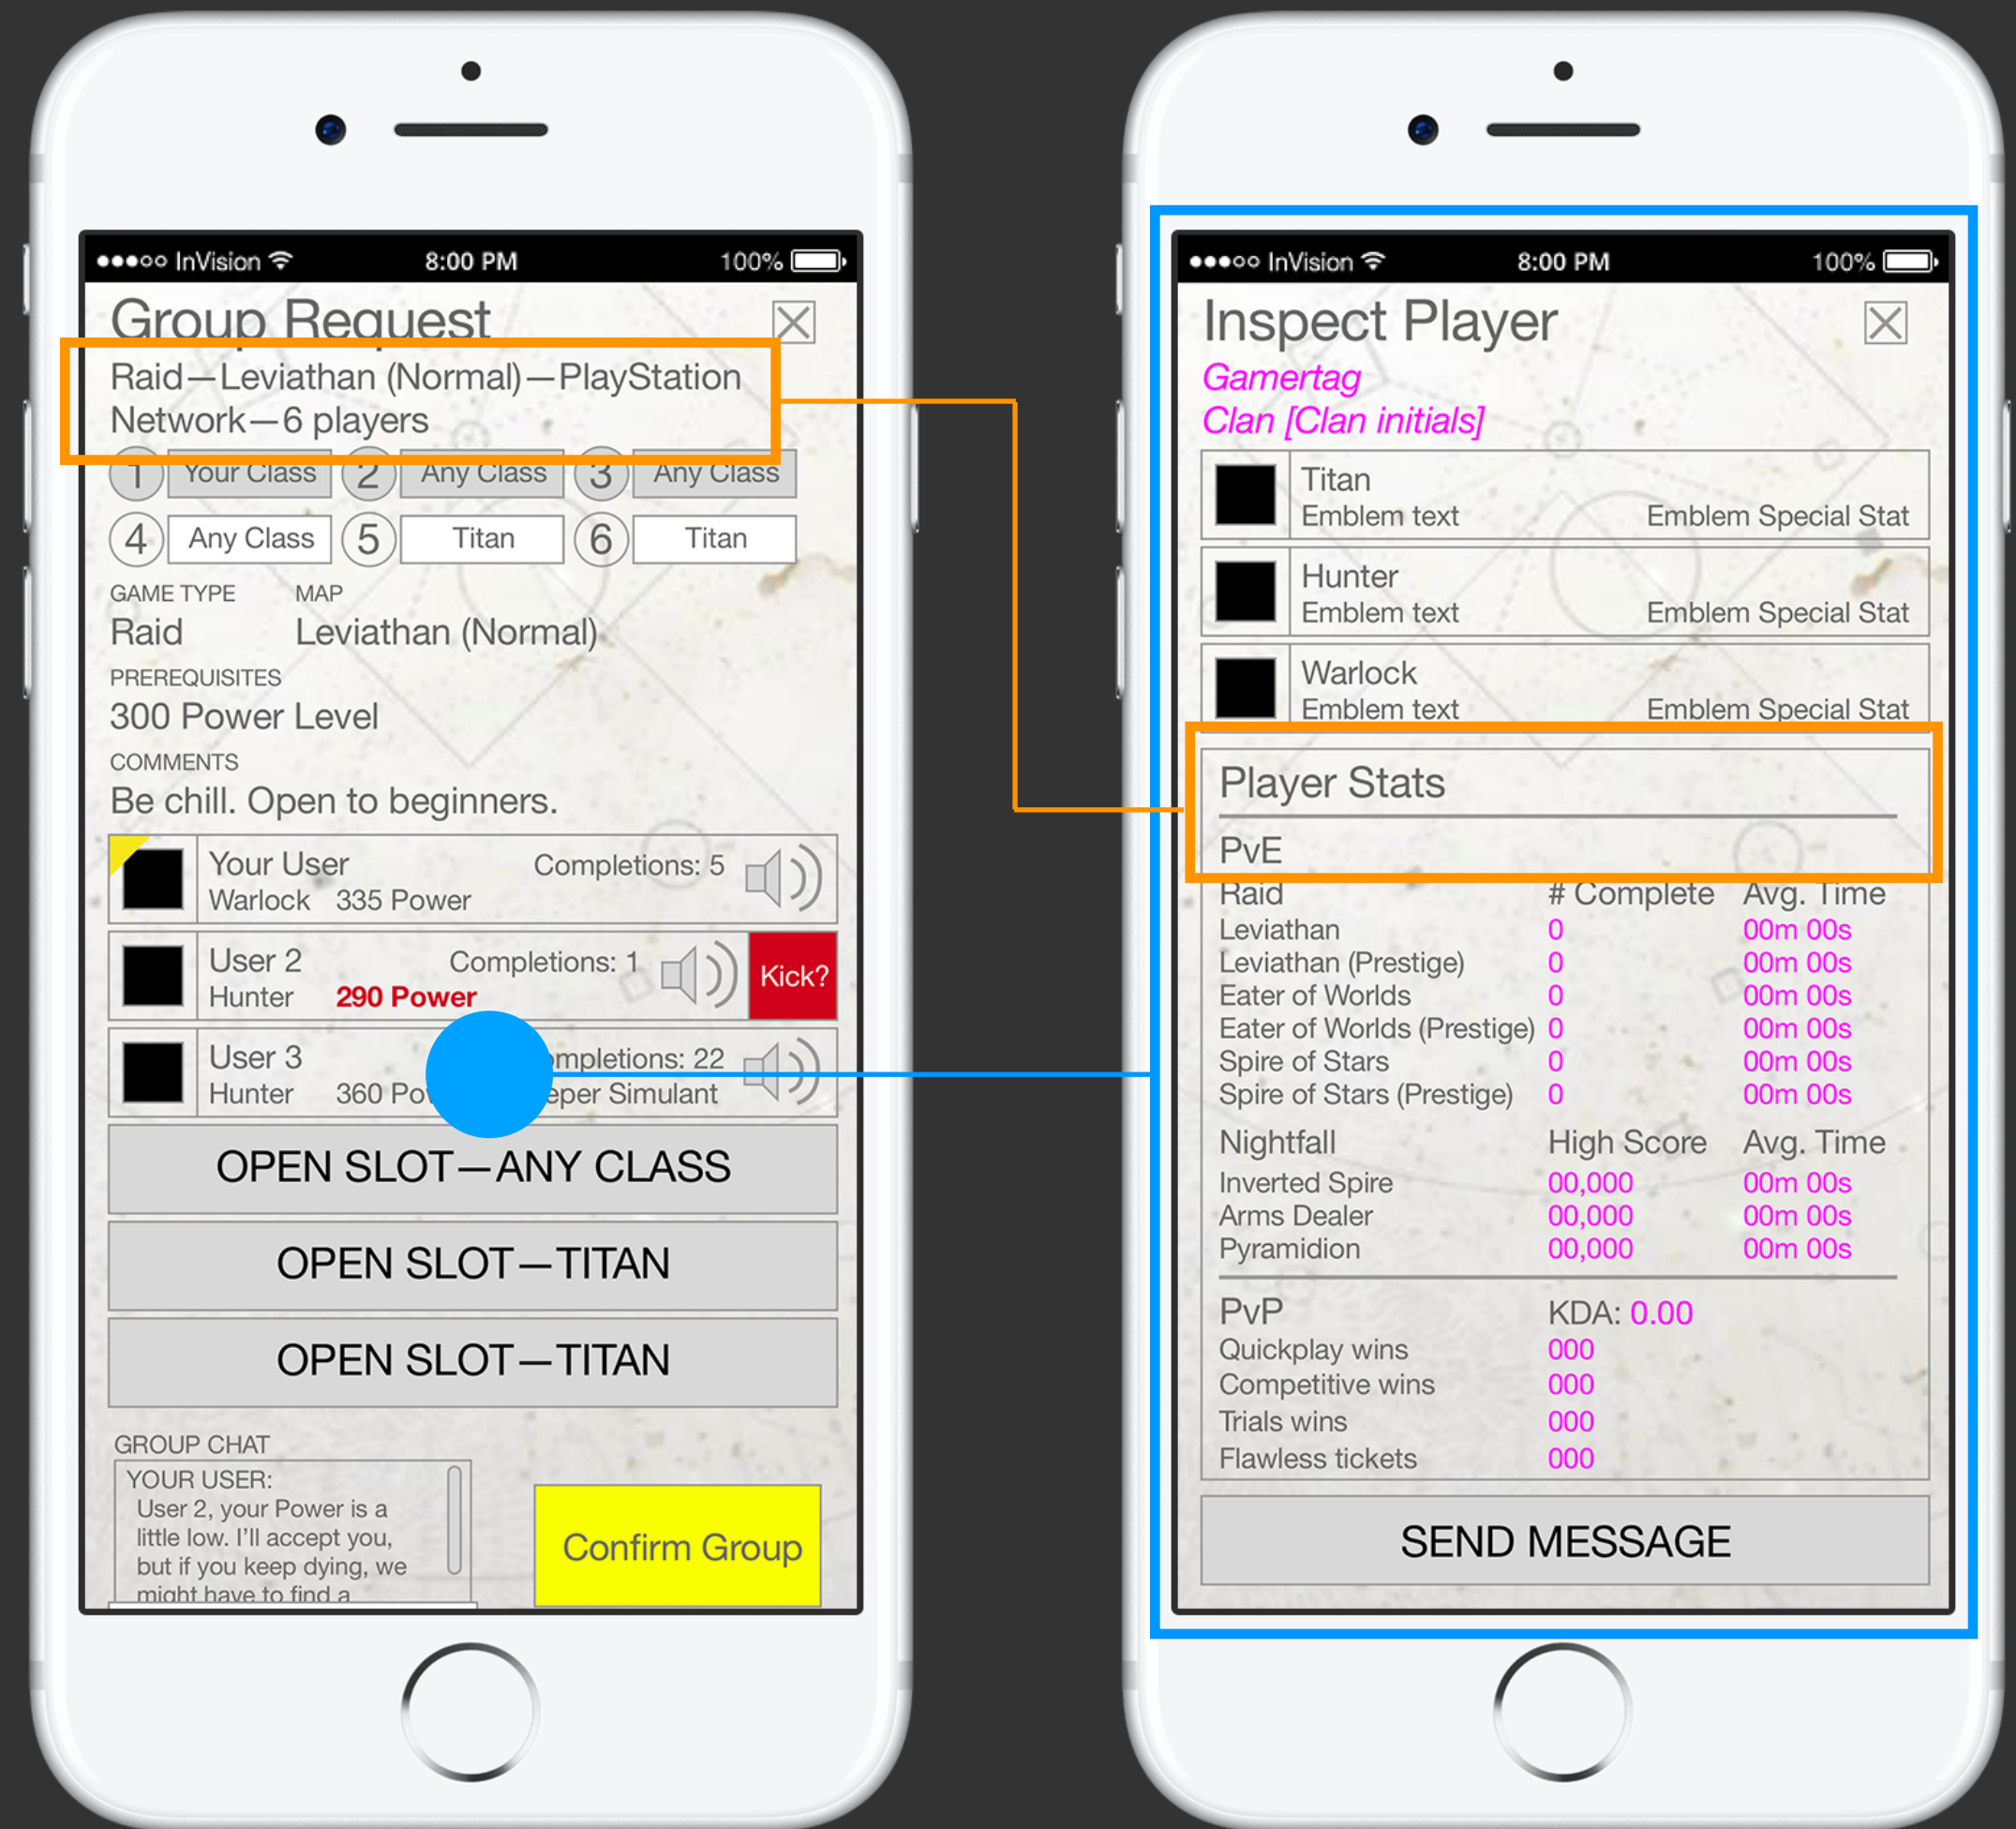 InVision 8:00 PM 100%
Group Request
Raid—Leviathan (Normal)—PlayStation
Network—6 players
1 Your Class 2 Any Class 3 Any Class
4 Any Class 5 Titan 6 Titan
GAME TYPE MAP
Raid Leviathan (Normal)
PREREQUISITES
300 Power Level
COMMENTS
Be chill. Open to beginners.
Your User Completions: 5
Warlock 335 Power
User 2 Completions: 1
Hunter 290 Power
Kick?
User 3 mpletions: 22
Hunter 360 Po eper Simulant
OPEN SLOT—ANY CLASS
OPEN SLOT—TITAN
OPEN SLOT—TITAN
GROUP CHAT
YOUR USER:
User 2, your Power is a
little low. I'll accept you,
but if you keep dying, we
might have to find a
Confirm Group
InVision 8:00 PM 100%
Inspect Player
Gamertag
Clan [Clan initials]
Titan
Emblem text Emblem Special Stat
Hunter
Emblem text Emblem Special Stat
Warlock
Emblem text Emblem Special Stat
Player Stats
PvE
Raid # Complete Avg. Time
Leviathan 0 00m 00s
Leviathan (Prestige) 0 00m 00s
Eater of Worlds 0 00m 00s
Eater of Worlds (Prestige) 0 00m 00s
Spire of Stars 0 00m 00s
Spire of Stars (Prestige) 0 00m 00s
Nightfall High Score Avg. Time
Inverted Spire 00,000 00m 00s
Arms Dealer 00,000 00m 00s
Pyramidion 00,000 00m 00s
PvP KDA: 0.00
Quickplay wins 000
Competitive wins 000
Trials wins 000
Flawless tickets 000
SEND MESSAGE